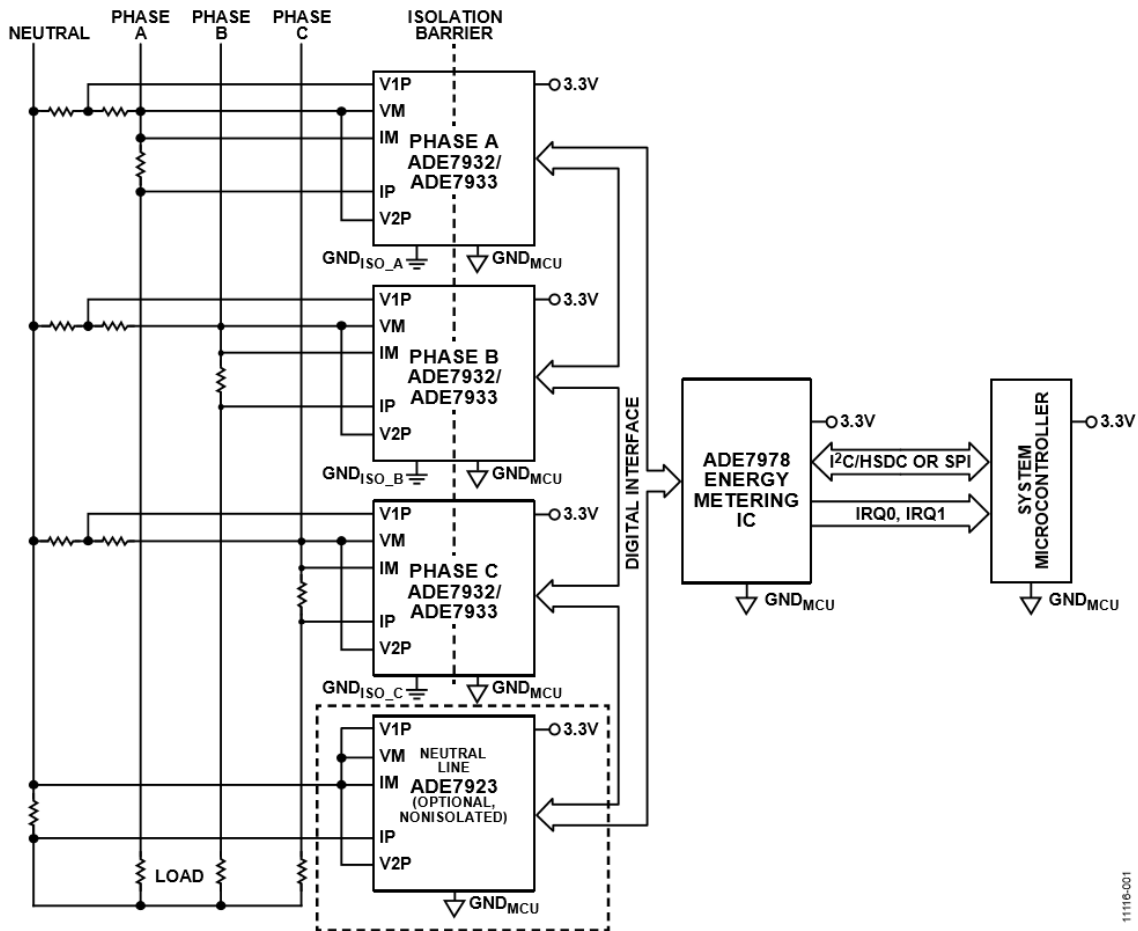 NEUTRAL
PHASE
A
PHASE
B
PHASE
C
ISOLATION
BARRIER
V1P
VM
IM
IP
V2P
PHASE A
ADE7932/
ADE7933
3.3V
GNDISO_A
GNDMCU
V1P
VM
IM
IP
V2P
PHASE B
ADE7932/
ADE7933
3.3V
GNDISO_B
GNDMCU
V1P
VM
IM
IP
V2P
PHASE C
ADE7932/
ADE7933
3.3V
GNDISO_C
GNDMCU
V1P
VM
IM
IP
V2P
NEUTRAL
LINE
ADE7923
(OPTIONAL,
NONISOLATED)
3.3V
GNDMCU
LOAD
DIGITAL INTERFACE
ADE7978
ENERGY
METERING
IC
3.3V
GNDMCU
I2C/HSDC OR SPI
IRQ0, IRQ1
SYSTEM
MICROCONTROLLER
3.3V
GNDMCU
11116-001